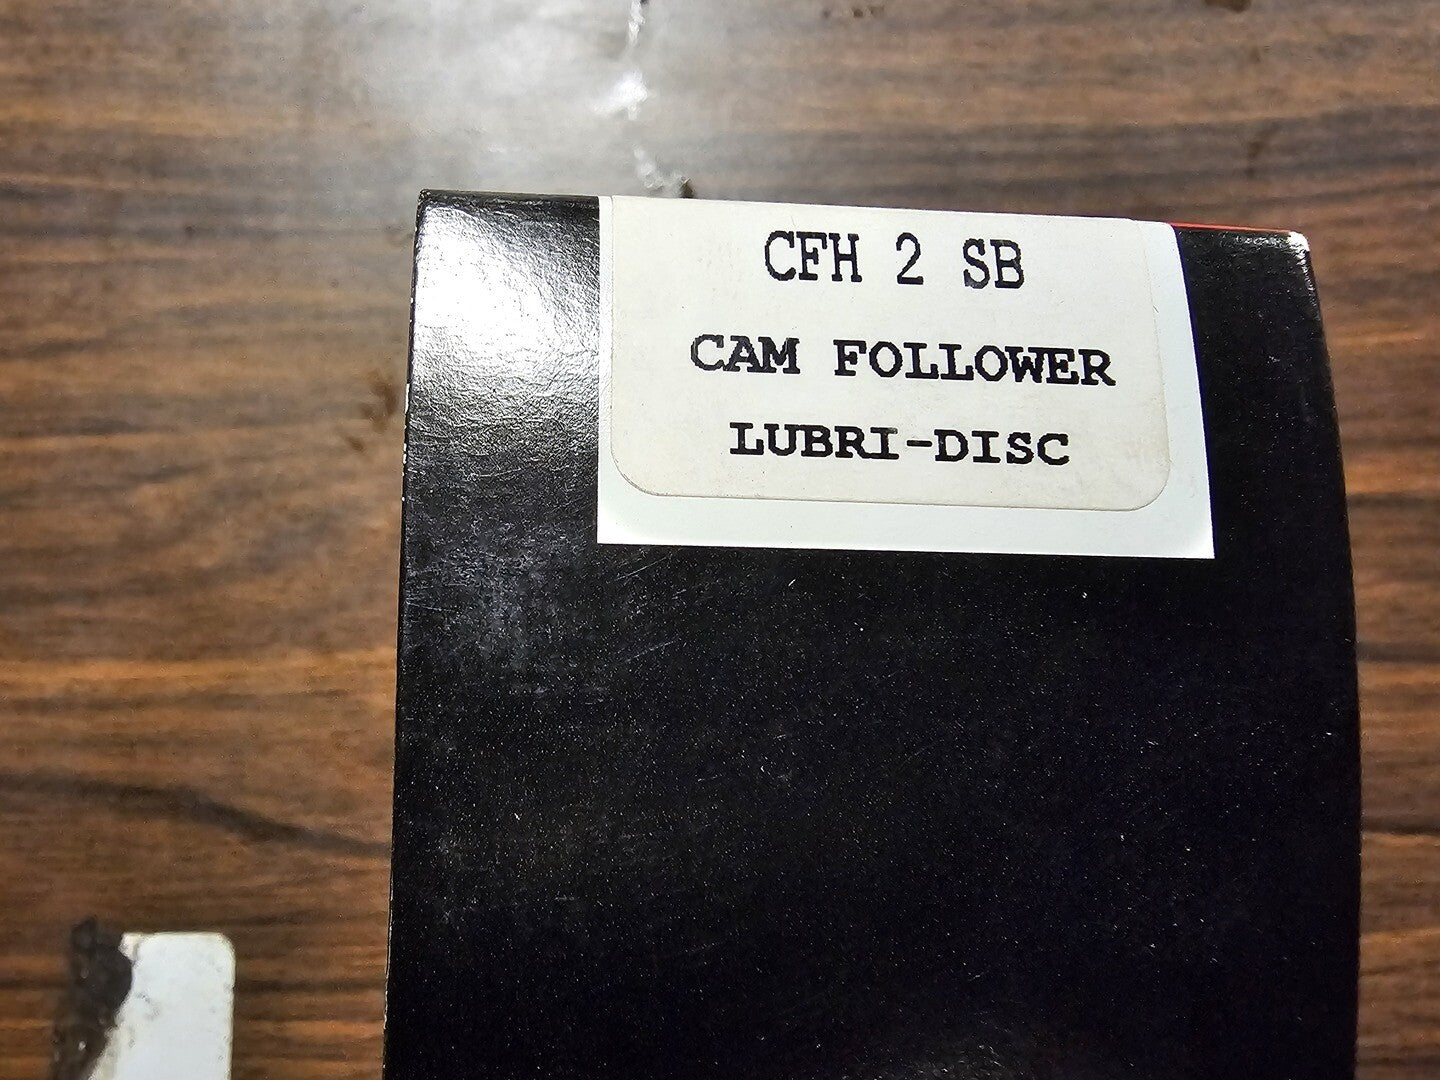 CFH 2 SB
CAM FOLLOWER
LUBRI-DISC